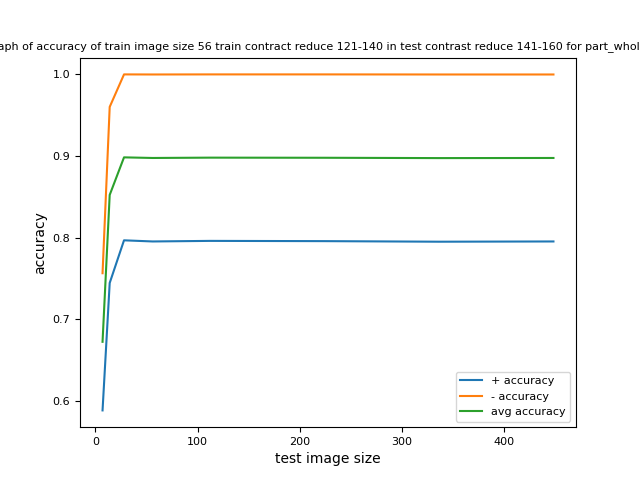 of accuracy of train image size 56 train contract reduce 121-140 in test contrast reduce 141-160 for
accuracy
1.0
0.9
0.8
0.7
0.6
0
100
200
300
400
test image size
+ accuracy
- accuracy
avg accuracy